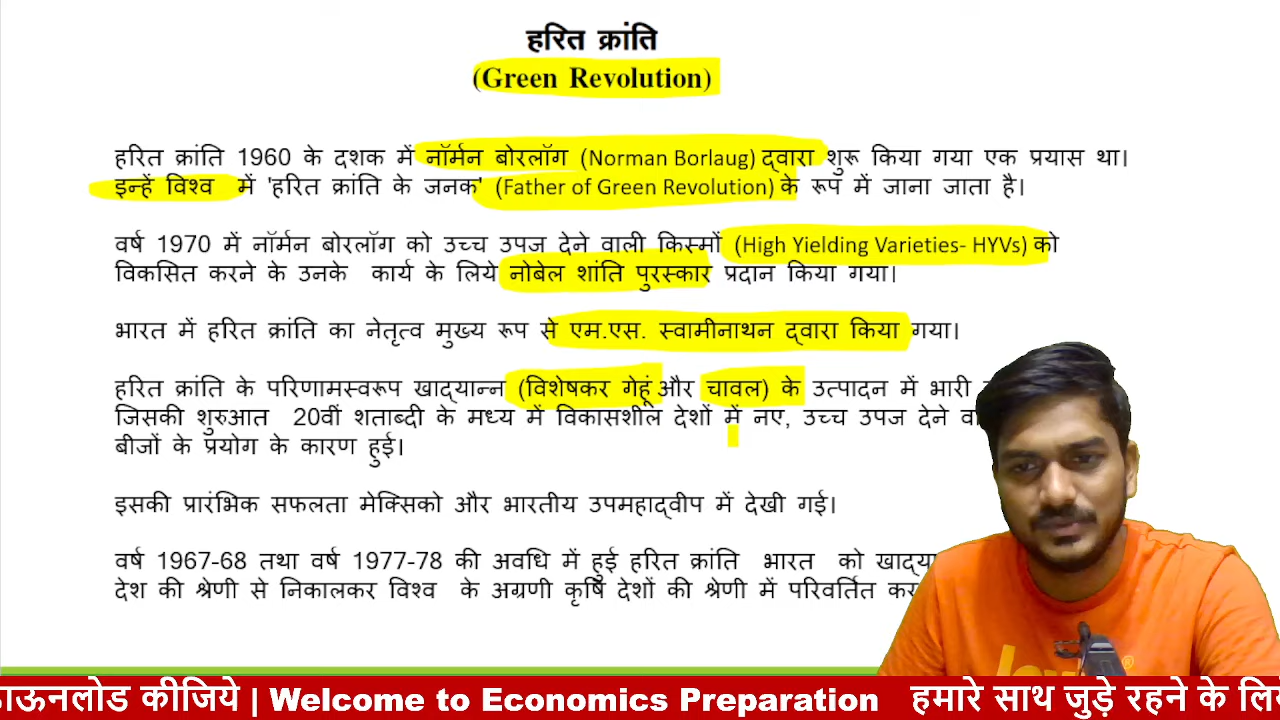 हरित क्रांति
(Green Revolution)
हरित क्रांति 1960 के दशक में नॉर्मन बोरलॉग (Norman Borlaug) द्वारा शुरू किया गया एक प्रयास था।
इन्हें विश्व में 'हरित क्रांति के जनक' (Father of Green Revolution) के रूप में जाना जाता है।
वर्ष 1970 में नॉर्मन बोरलॉग को उच्च उपज देने वाली किस्मों (High Yielding Varieties- HYVs) को
विकसित करने के उनके कार्य के लिये नोबेल शांति पुरस्कार प्रदान किया गया।
भारत में हरित क्रांति का नेतृत्व मुख्य रूप से एम.एस. स्वामीनाथन द्वारा किया गया।
हरित क्रांति के परिणामस्वरूप खाद्यान्न (विशेषकर गेहूं और चावल) के उत्पादन में भारी
जिसकी शुरुआत 20वीं शताब्दी के मध्य में विकासशील देशों में नए, उच्च उपज देने
बीजों के प्रयोग के कारण हुई।
इसकी प्रारंभिक सफलता मेक्सिको और भारतीय उपमहाद्वीप में देखी गई।
वर्ष 1967-68 तथा वर्ष 1977-78 की अवधि में हुई हरित क्रांति भारत को
देश की श्रेणी से निकालकर विश्व के अग्रणी कृषि देशों की श्रेणी में परिवर्तित कर
कीजिये | Welcome to Economics Preparation हमारे साथ जुड़े रहने के